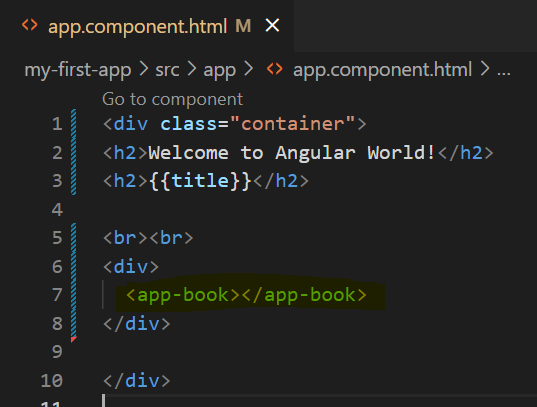 <> app.component.html M ×
my-first-app > src > app > <> app.component.html > ...
Go to component
1 <div class="container">
2 <h2>Welcome to Angular World!</h2>
3 <h2>{{title}}</h2>
4
5 <br><br>
6 <div>
7 <app-book></app-book>
8 </div>
9
10 </div>
11